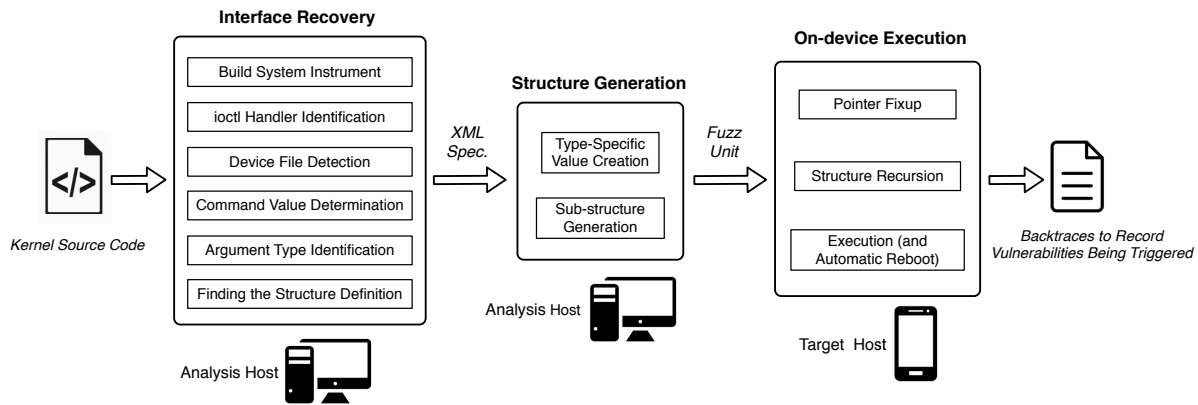 Interface Recovery
Build System Instrument
ioctl Handler Identification
Device File Detection
Command Value Determination
Argument Type Identification
Finding the Structure Definition
</>
Kernel Source Code
Analysis Host
XML
Spec.
Structure Generation
Type-Specific
Value Creation
Sub-structure
Generation
Analysis Host
Fuzz
Unit
On-device Execution
Pointer Fixup
Structure Recursion
Execution (and
Automatic Reboot)
Target Host
Backtraces to Record
Vulnerabilities Being Triggered